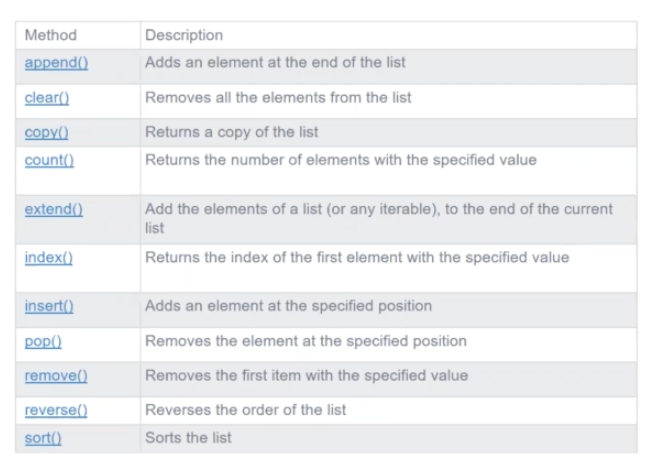 Method Description
append() Adds an element at the end of the list
clear() Removes all the elements from the list
copy() Returns a copy of the list
count() Returns the number of elements with the specified value
extend() Add the elements of a list (or any iterable), to the end of the current
list
index() Returns the index of the first element with the specified value
insert() Adds an element at the specified position
pop() Removes the element at the specified position
remove() Removes the first item with the specified value
reverse() Reverses the order of the list
sort() Sorts the list